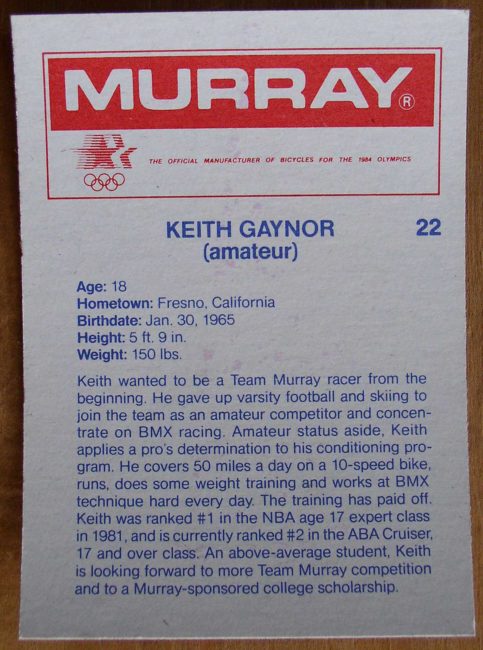 MURRAY®
THE OFFICIAL MANUFACTURER OF BICYCLES FOR THE 1984 OLYMPICS
KEITH GAYNOR 22
(amateur)
Age: 18
Hometown: Fresno, California
Birthdate: Jan. 30, 1965
Height: 5 ft. 9 in.
Weight: 150 lbs.
Keith wanted to be a Team Murray racer from the
beginning. He gave up varsity football and skiing to
join the team as an amateur competitor and concen-
trate on BMX racing. Amateur status aside, Keith
applies a pro's determination to his conditioning pro-
gram. He covers 50 miles a day on a 10-speed bike,
runs, does some weight training and works at BMX
technique hard every day. The training has paid off.
Keith was ranked #1 in the NBA age 17 expert class
in 1981, and is currently ranked #2 in the ABA Cruiser,
17 and over class. An above-average student, Keith
is looking forward to more Team Murray competition
and to a Murray-sponsored college scholarship.